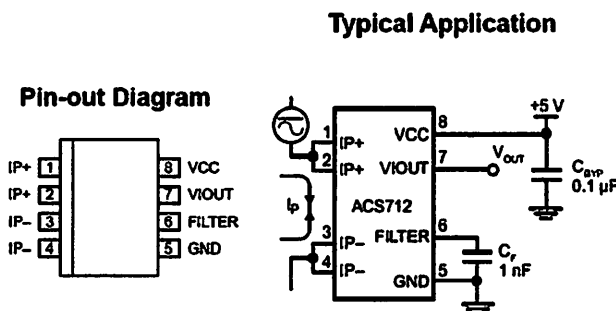 Typical Application
Pin-out Diagram
IP+ 1
IP+ 2
IP– 3
IP– 4
8 VCC
7 VIOUT
6 FILTER
5 GND
+5 V
1 IP+
2 IP+
IP
3 IP–
4 IP–
ACS712
VCC 8
VIOUT 7
FILTER 6
GND 5
VOUT
CBYP
0.1 µF
CF
1 nF